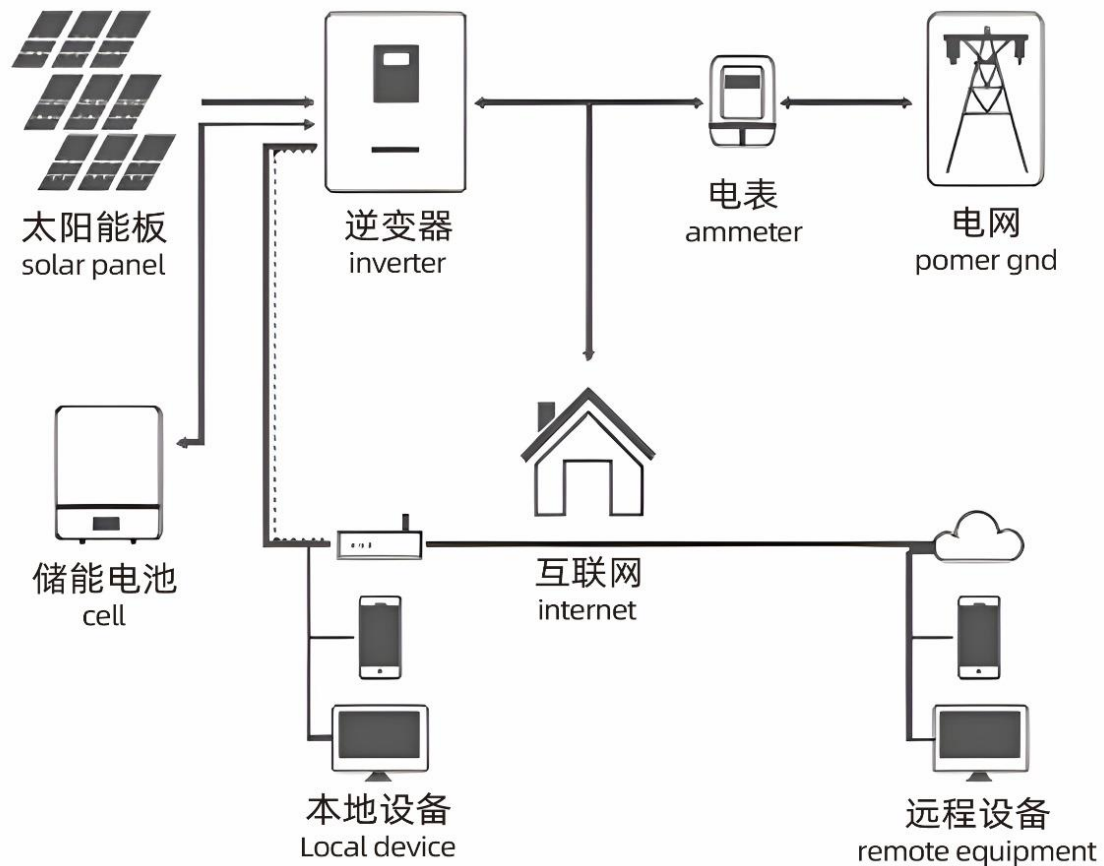 太阳能板
solar panel
逆变器
inverter
电表
ammeter
电网
pomer gnd
储能电池
cell
互联网
internet
本地设备
Local device
远程设备
remote equipment